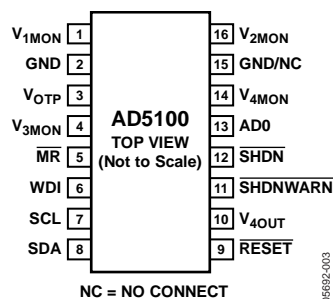 V1MON 1
GND 2
VOTP 3
V3MON 4
MR 5
WDI 6
SCL 7
SDA 8
AD5100
TOP VIEW
(Not to Scale)
16 V2MON
15 GND/NC
14 V4MON
13 AD0
12 SHDN
11 SHDNWARN
10 V4OUT
9 RESET
NC = NO CONNECT
05692-003